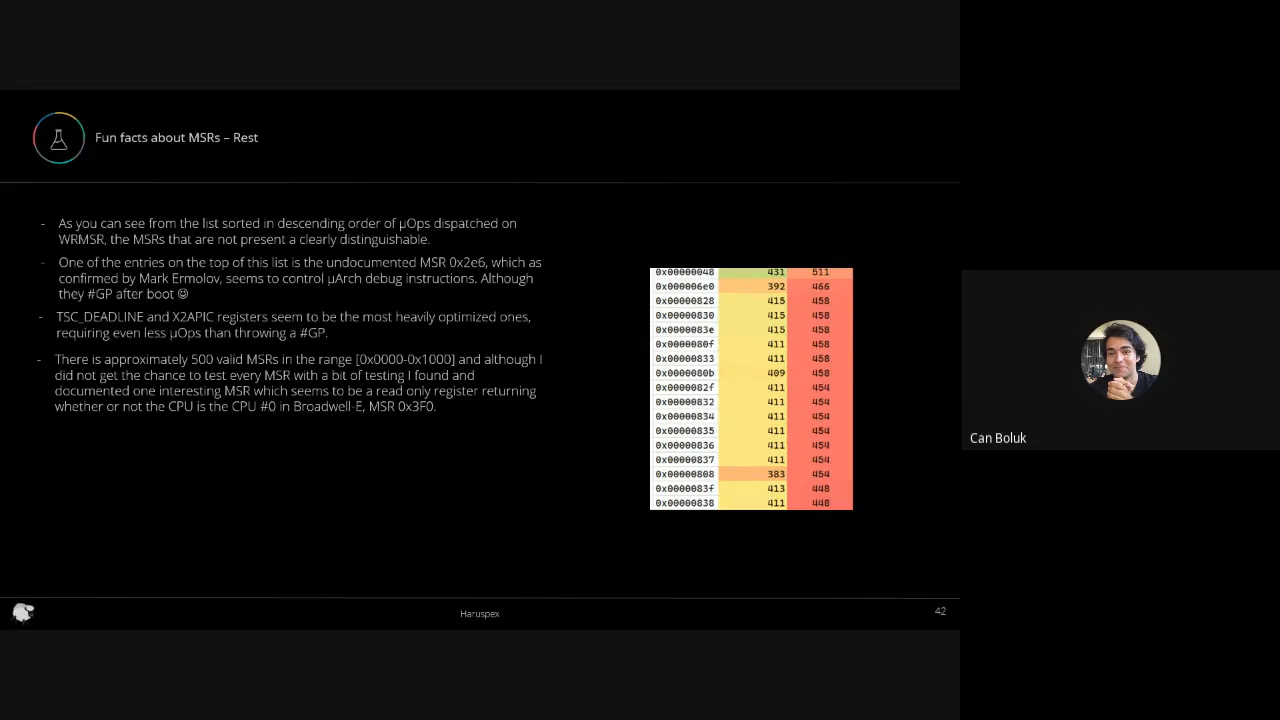 Fun facts about MSRs – Rest
- As you can see from the list sorted in descending order of µOps dispatched on
WRMSR, the MSRs that are not present a clearly distinguishable.
- One of the entries on the top of this list is the undocumented MSR 0x2e6, which as
confirmed by Mark Ermolov, seems to control µArch debug instructions. Although
they #GP after boot ☺
- TSC_DEADLINE and X2APIC registers seem to be the most heavily optimized ones,
requiring even less µOps than throwing a #GP.
- There is approximately 500 valid MSRs in the range [0x0000-0x1000] and although I
did not get the chance to test every MSR with a bit of testing I found and
documented one interesting MSR which seems to be a read only register returning
whether or not the CPU is the CPU #0 in Broadwell-E, MSR 0x3F0.
0x00000048 431 511
0x000006e0 392 466
0x00000828 415 458
0x00000830 415 458
0x0000083e 415 458
0x0000080f 411 458
0x00000833 411 458
0x0000080b 409 458
0x0000082f 411 454
0x00000832 411 454
0x00000834 411 454
0x00000835 411 454
0x00000836 411 454
0x00000837 411 454
0x00000808 383 454
0x0000083f 413 448
0x00000838 411 448
Can Boluk
Haruspex
42